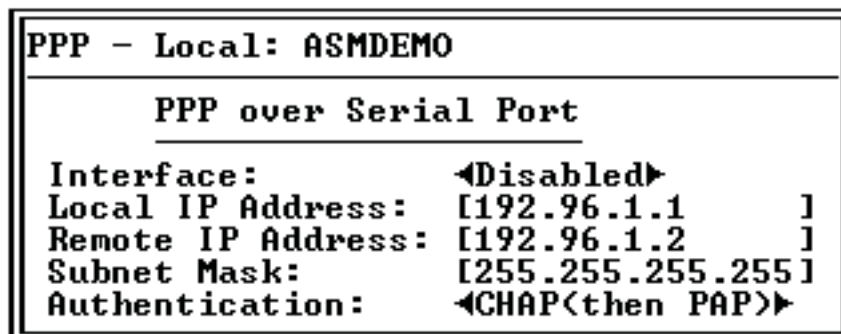 PPP - Local: ASMDEMO
PPP over Serial Port
Interface: ◄Disabled►
Local IP Address: [192.96.1.1 ]
Remote IP Address: [192.96.1.2 ]
Subnet Mask: [255.255.255.255]
Authentication: ◄CHAP(then PAP)►